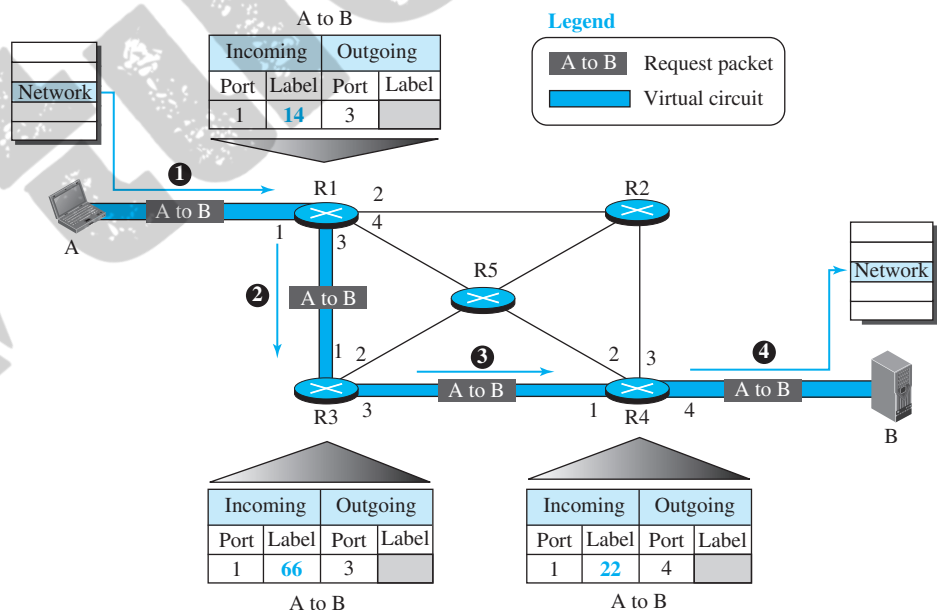 A to B
Incoming Outgoing
Port Label Port Label
1 14 3
Legend
A to B Request packet
Virtual circuit
Network
1
A to B
A
1
R1
2
4
3
R2
2
A to B
R5
Network
1
2
3
2
3
4
R3
3
A to B
1
R4
4
A to B
B
Incoming Outgoing
Port Label Port Label
1 66 3
A to B
Incoming Outgoing
Port Label Port Label
1 22 4
A to B